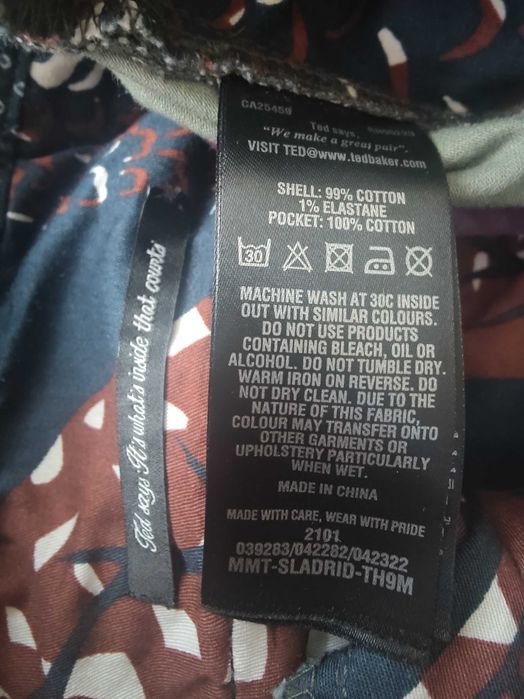 CA25459
Ted says,
"We make a great pair".
VISIT TED@www.tedbaker.com
SHELL: 99% COTTON
1% ELASTANE
POCKET: 100% COTTON
30
MACHINE WASH AT 30C INSIDE
OUT WITH SIMILAR COLOURS.
DO NOT USE PRODUCTS
CONTAINING BLEACH, OIL OR
ALCOHOL. DO NOT TUMBLE DRY.
WARM IRON ON REVERSE. DO
NOT DRY CLEAN. DUE TO THE
NATURE OF THIS FABRIC,
COLOUR MAY TRANSFER ONTO
OTHER GARMENTS OR
UPHOLSTERY PARTICULARLY
WHEN WET.
MADE IN CHINA
MADE WITH CARE, WEAR WITH PRIDE
2101
039283/042282/042322
MMT-SLADRID-TH9M
Ted says It's what's inside that counts